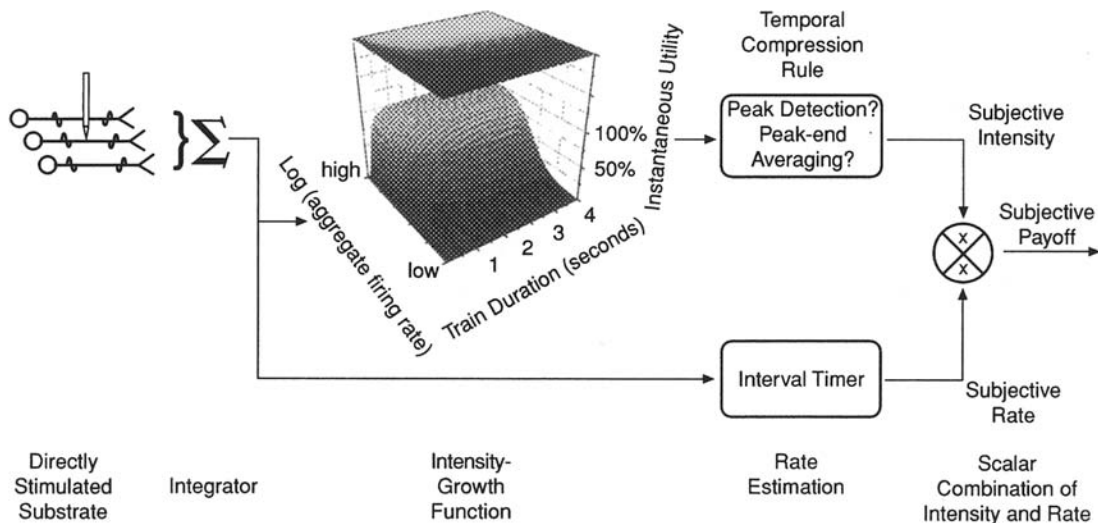 Temporal
Compression
Rule
Peak Detection?
Peak-end
Averaging?
Subjective
Intensity
Instantaneous Utility
100%
50%
high
low
Log (aggregate firing rate)
1
2
3
4
Train Duration (seconds)
Σ
x
x
Subjective
Payoff
Interval Timer
Subjective
Rate
Directly
Stimulated
Substrate
Integrator
Intensity-
Growth
Function
Rate
Estimation
Scalar
Combination of
Intensity and Rate